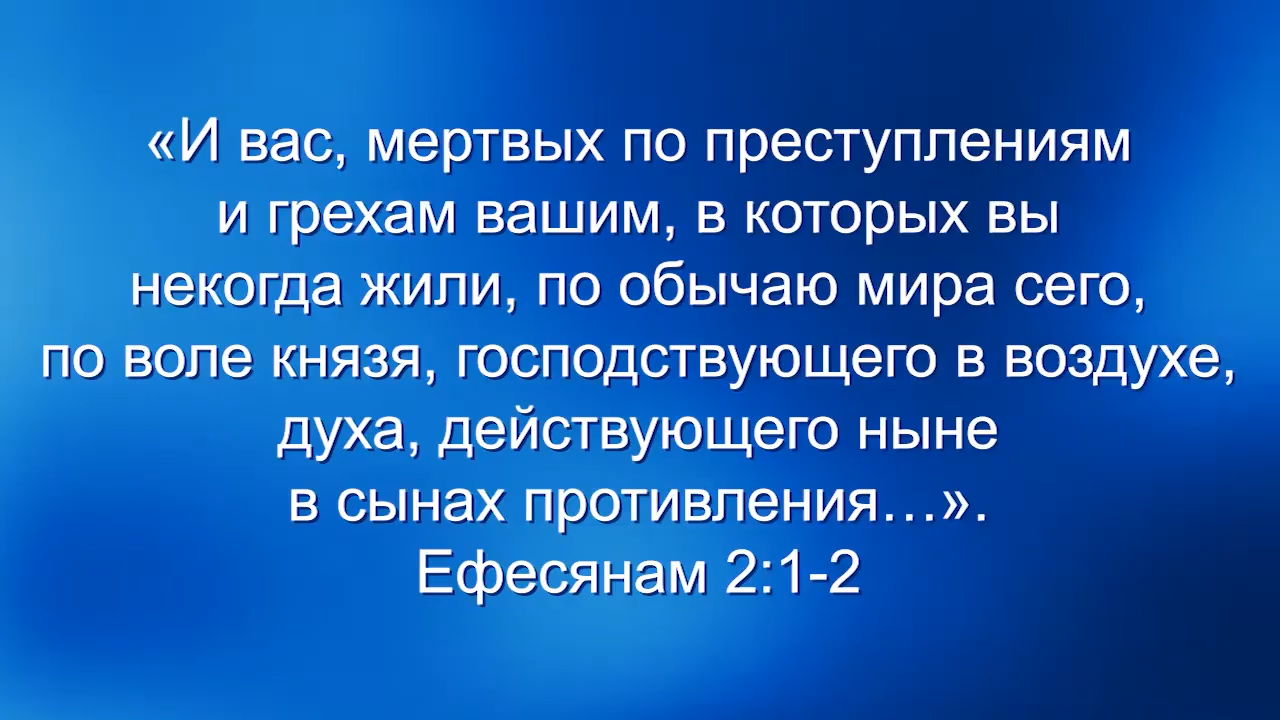 «И вас, мертвых по преступлениям
и грехам вашим, в которых вы
некогда жили, по обычаю мира сего,
по воле князя, господствующего в воздухе,
духа, действующего ныне
в сынах противления…».
Ефесянам 2:1-2